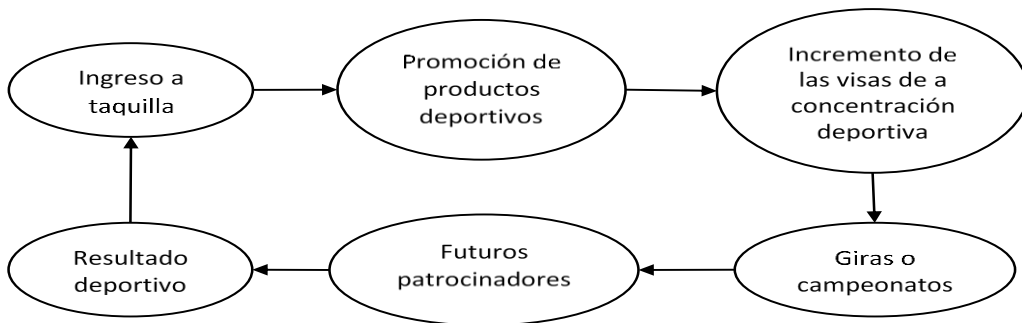 Ingreso a
taquilla
Promoción de
productos
deportivos
Incremento de
las visas de a
concentración
deportiva
Resultado
deportivo
Futuros
patrocinadores
Giras o
campeonatos